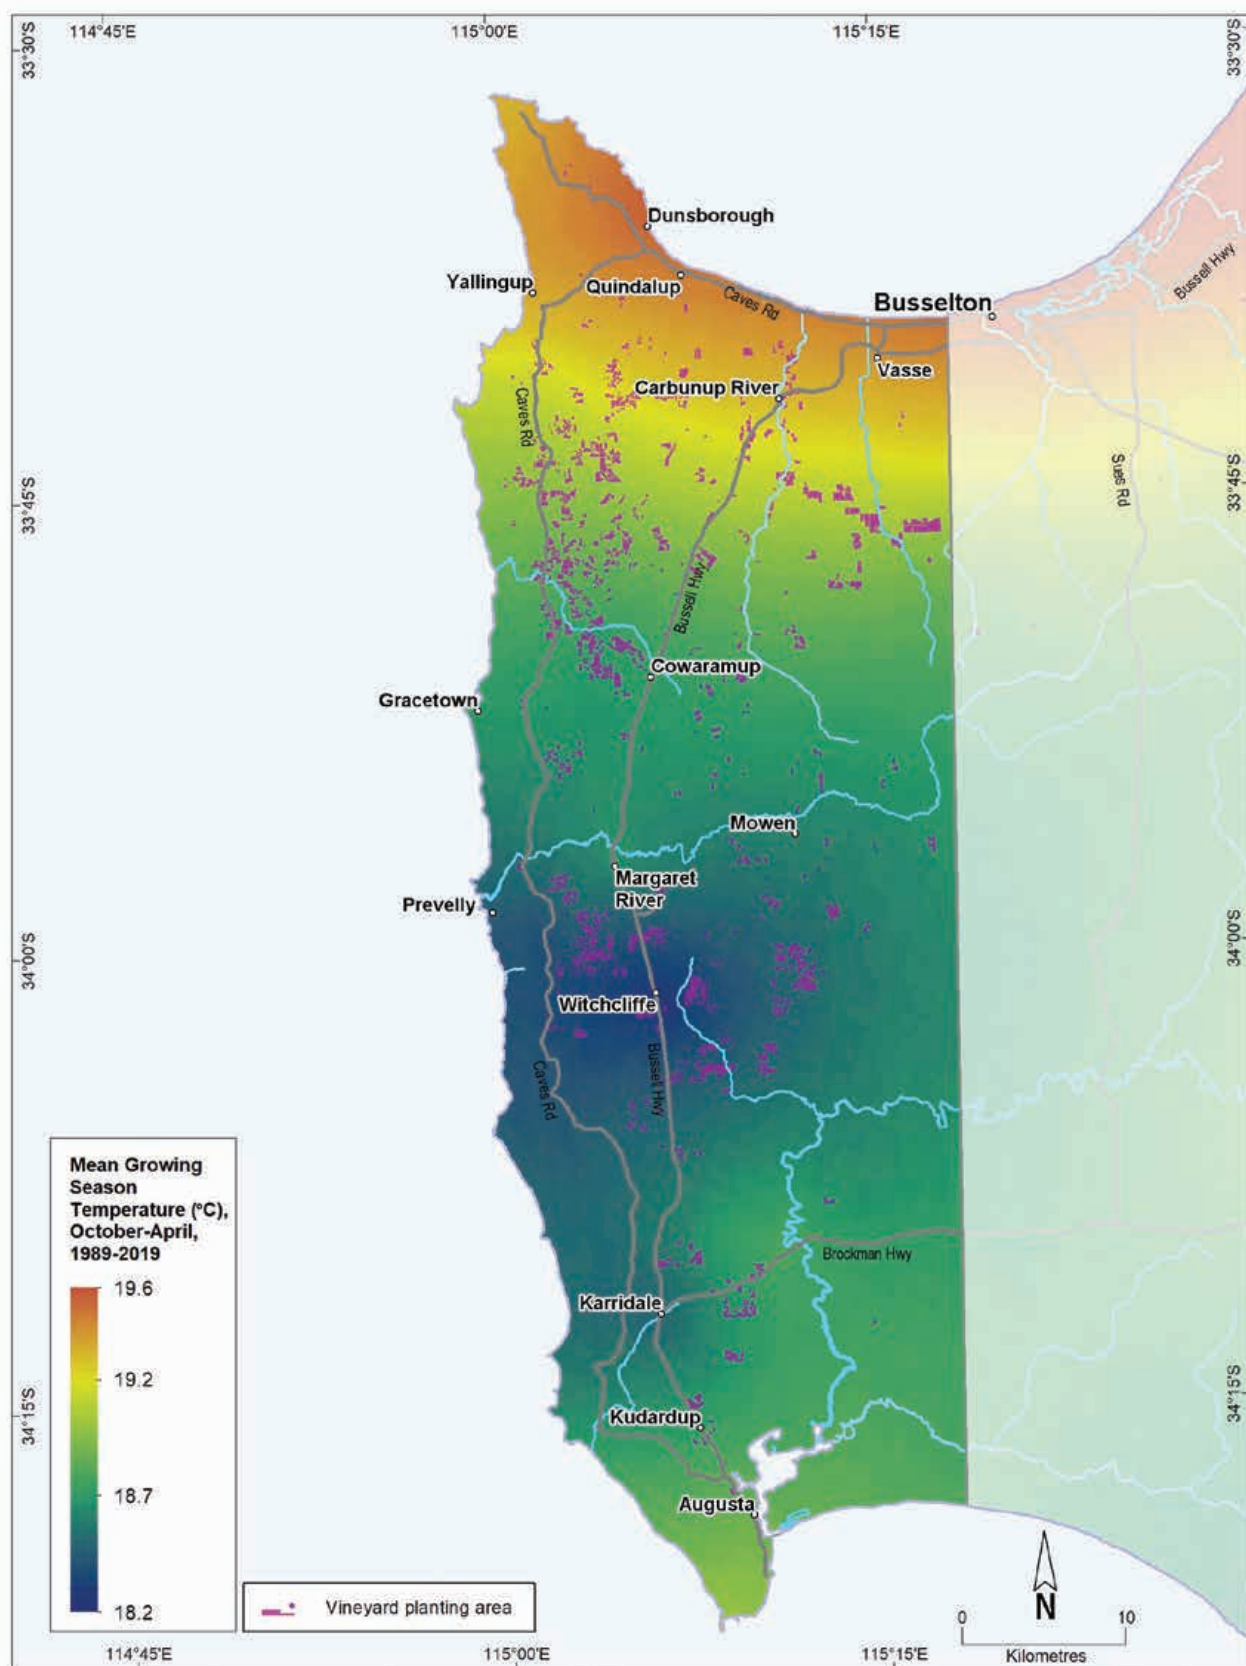 114°45'E
115°00'E
115°15'E
33°30'S
33°30'S
Dunsborough
Yallingup
Quindalup
Caves Rd
Busselton
Bussell Hwy
Vasse
Carbunup River
Caves Rd
Sues Rd
33°45'S
33°45'S
Bussell Hwy
Cowaramup
Gracetown
Mowen
Margaret
River
Prevelly
34°00'S
34°00'S
Witchcliffe
Bussell Hwy
Caves Rd
Brockman Hwy
Karridale
34°15'S
34°15'S
Kudardup
Augusta
Mean Growing
Season
Temperature (°C),
October-April,
1989-2019
19.6
19.2
18.7
18.2
Vineyard planting area
N
0 10
Kilometres
114°45'E
115°00'E
115°15'E